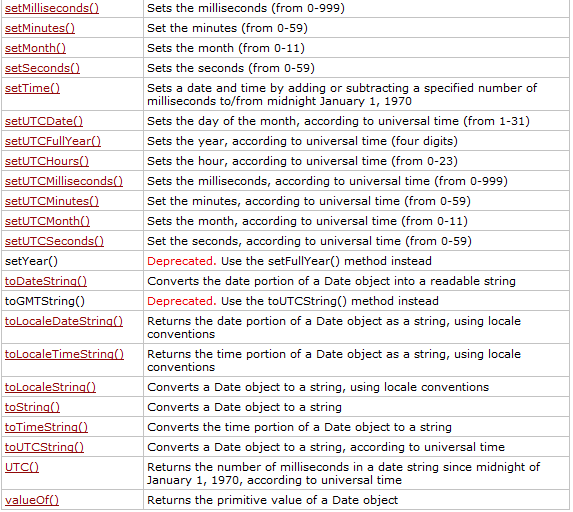 setMilliseconds() Sets the milliseconds (from 0-999)
setMinutes() Set the minutes (from 0-59)
setMonth() Sets the month (from 0-11)
setSeconds() Sets the seconds (from 0-59)
setTime() Sets a date and time by adding or subtracting a specified number of
milliseconds to/from midnight January 1, 1970
setUTCDate() Sets the day of the month, according to universal time (from 1-31)
setUTCFullYear() Sets the year, according to universal time (four digits)
setUTCHours() Sets the hour, according to universal time (from 0-23)
setUTCMilliseconds() Sets the milliseconds, according to universal time (from 0-999)
setUTCMinutes() Set the minutes, according to universal time (from 0-59)
setUTCMonth() Sets the month, according to universal time (from 0-11)
setUTCSeconds() Set the seconds, according to universal time (from 0-59)
setYear() Deprecated. Use the setFullYear() method instead
toDateString() Converts the date portion of a Date object into a readable string
toGMTString() Deprecated. Use the toUTCString() method instead
toLocaleDateString() Returns the date portion of a Date object as a string, using locale
conventions
toLocaleTimeString() Returns the time portion of a Date object as a string, using locale
conventions
toLocaleString() Converts a Date object to a string, using locale conventions
toString() Converts a Date object to a string
toTimeString() Converts the time portion of a Date object to a string
toUTCString() Converts a Date object to a string, according to universal time
UTC() Returns the number of milliseconds in a date string since midnight of
January 1, 1970, according to universal time
valueOf() Returns the primitive value of a Date object